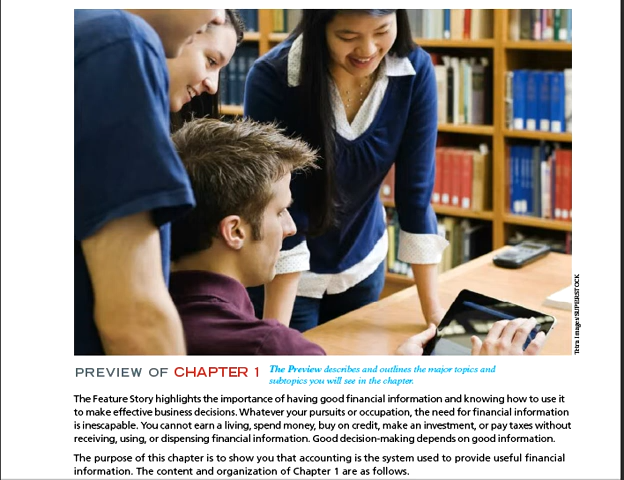 Tetra Images/SUPERSTOCK
PREVIEW OF CHAPTER 1
The Preview describes and outlines the major topics and
subtopics you will see in the chapter.
The Feature Story highlights the importance of having good financial information and knowing how to use it
to make effective business decisions. Whatever your pursuits or occupation, the need for financial information
is inescapable. You cannot earn a living, spend money, buy on credit, make an investment, or pay taxes without
receiving, using, or dispensing financial information. Good decision-making depends on good information.
The purpose of this chapter is to show you that accounting is the system used to provide useful financial
information. The content and organization of Chapter 1 are as follows.